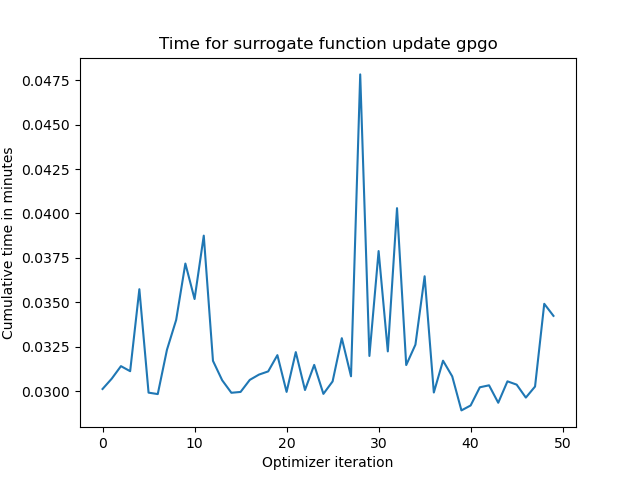 Time for surrogate function update gpgo
Cumulative time in minutes
0.0475
0.0450
0.0425
0.0400
0.0375
0.0350
0.0325
0.0300
0 10 20 30 40 50
Optimizer iteration